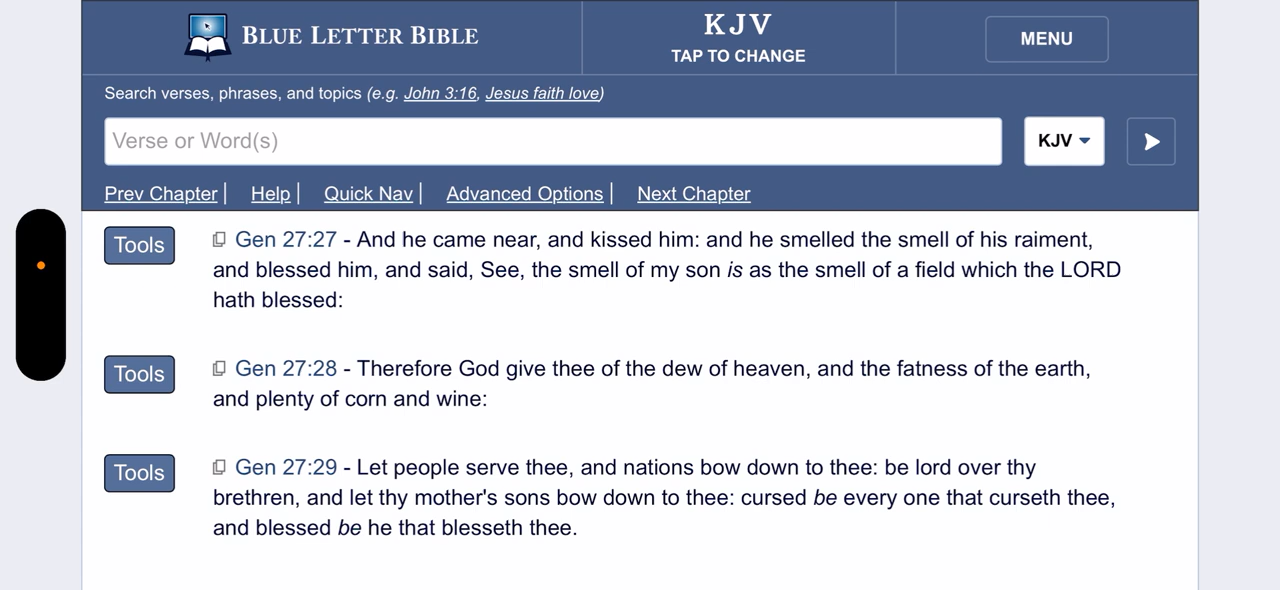 BLUE LETTER BIBLE
KJV
TAP TO CHANGE
MENU
Search verses, phrases, and topics (e.g. John 3:16, Jesus faith love)
Verse or Word(s)
KJV
Prev Chapter | Help | Quick Nav | Advanced Options | Next Chapter
Tools
Gen 27:27 - And he came near, and kissed him: and he smelled the smell of his raiment,
and blessed him, and said, See, the smell of my son is as the smell of a field which the LORD
hath blessed:
Tools
Gen 27:28 - Therefore God give thee of the dew of heaven, and the fatness of the earth,
and plenty of corn and wine:
Tools
Gen 27:29 - Let people serve thee, and nations bow down to thee: be lord over thy
brethren, and let thy mother's sons bow down to thee: cursed be every one that curseth thee,
and blessed be he that blesseth thee.